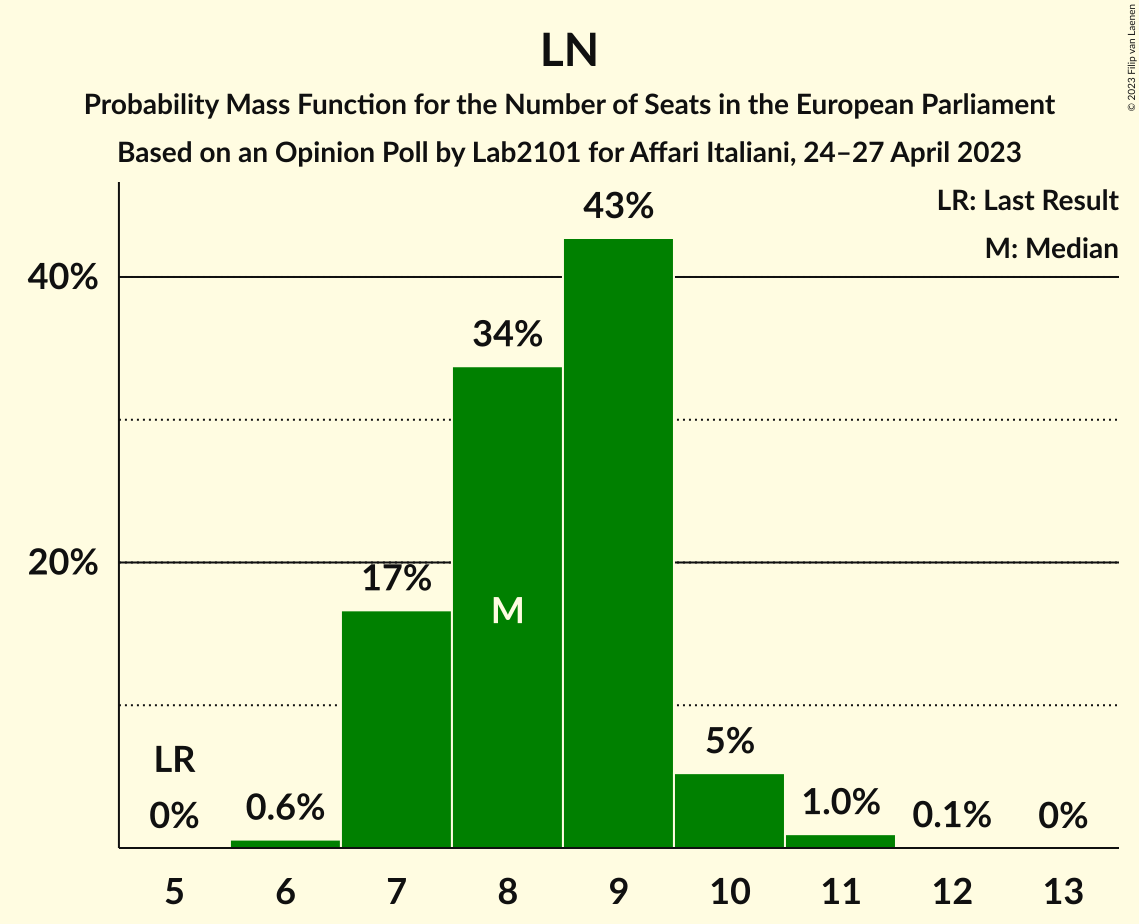 LN
Probability Mass Function for the Number of Seats in the European Parliament
Based on an Opinion Poll by Lab2101 for Affari Italiani, 24–27 April 2023
© 2023 Filip van Laenen
LR: Last Result
M: Median
43%
40%
34%
20%
17%
M
LR
5%
0%
0.6%
1.0%
0.1%
0%
5 6 7 8 9 10 11 12 13